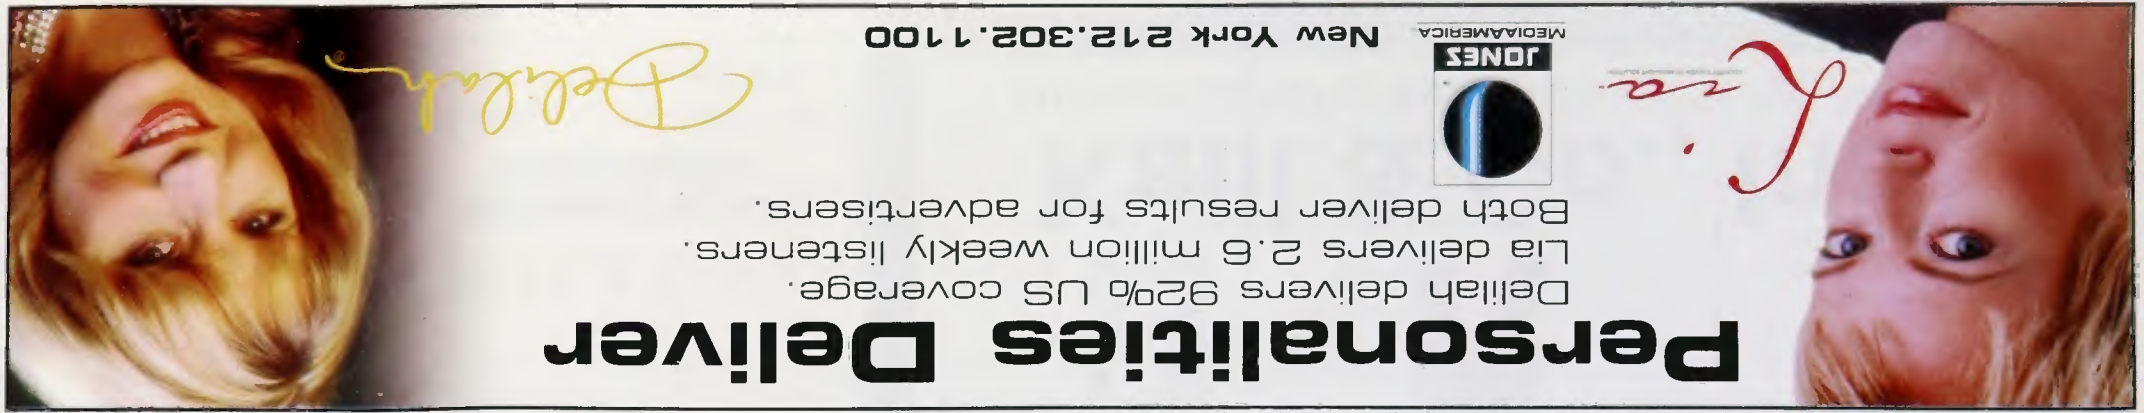 Personalities Deliver
Delilah delivers 92% US coverage.
Lia delivers 2.6 million weekly listeners.
Both deliver results for advertisers.
Lia
JONES
MEDIAAMERICA
New York 212.302.1100
Delilah®